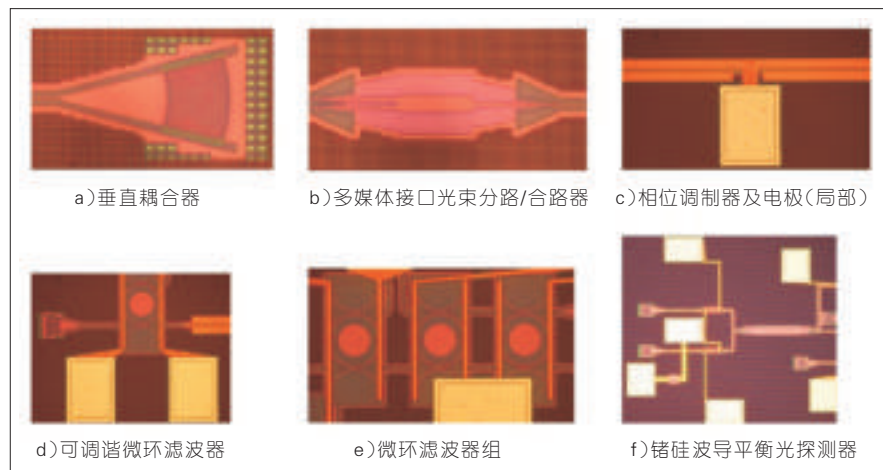 a)垂直耦合器
b)多媒体接口光束分路/合路器
c)相位调制器及电极(局部)
d)可调谐微环滤波器
e)微环滤波器组
f)锗硅波导平衡光探测器